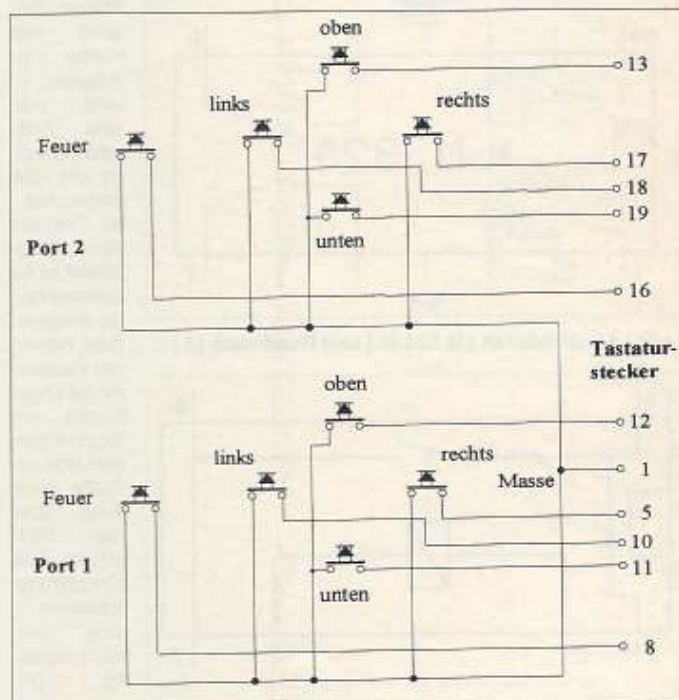 oben
13
links
rechts
Feuer
17
18
19
unten
Port 2
16
Tastatur-
stecker
oben
12
links
rechts
Masse
1
Feuer
5
10
Port 1
11
unten
8